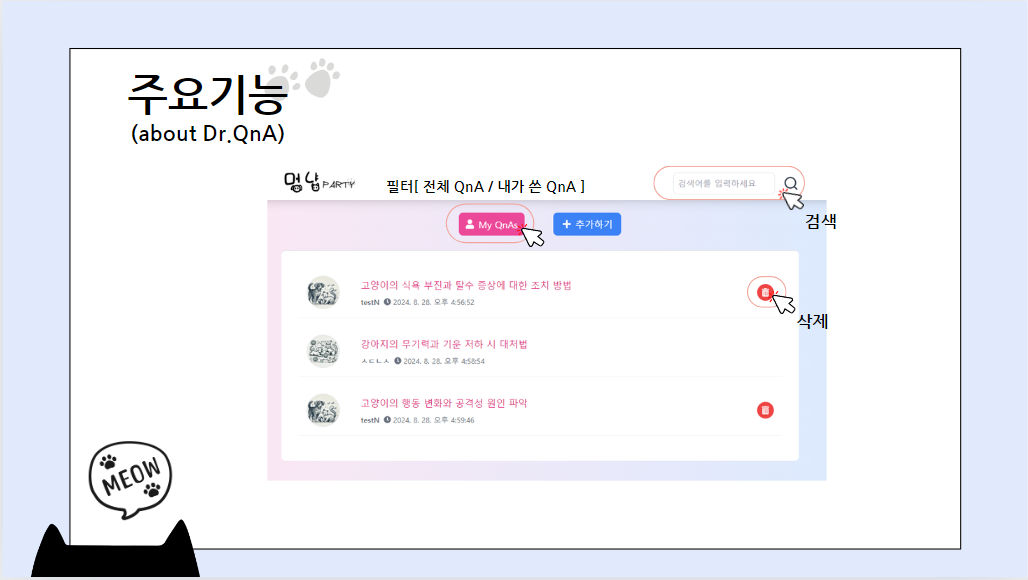 주요기능
(about Dr.QnA)
멍냥PARTY
필터[ 전체 QnA / 내가 쓴 QnA ]
검색어를 입력하세요
검색
My QnAs
추가하기
고양이의 식욕 부진과 탈수 증상에 대한 조치 방법
testN 2024. 8. 28. 오후 4:56:52
삭제
강아지의 무기력과 기운 저하 시 대처법
ㅅㄷㄴㅅ 2024. 8. 28. 오후 4:58:54
고양이의 행동 변화와 공격성 원인 파악
testN 2024. 8. 28. 오후 4:59:46
MEOW